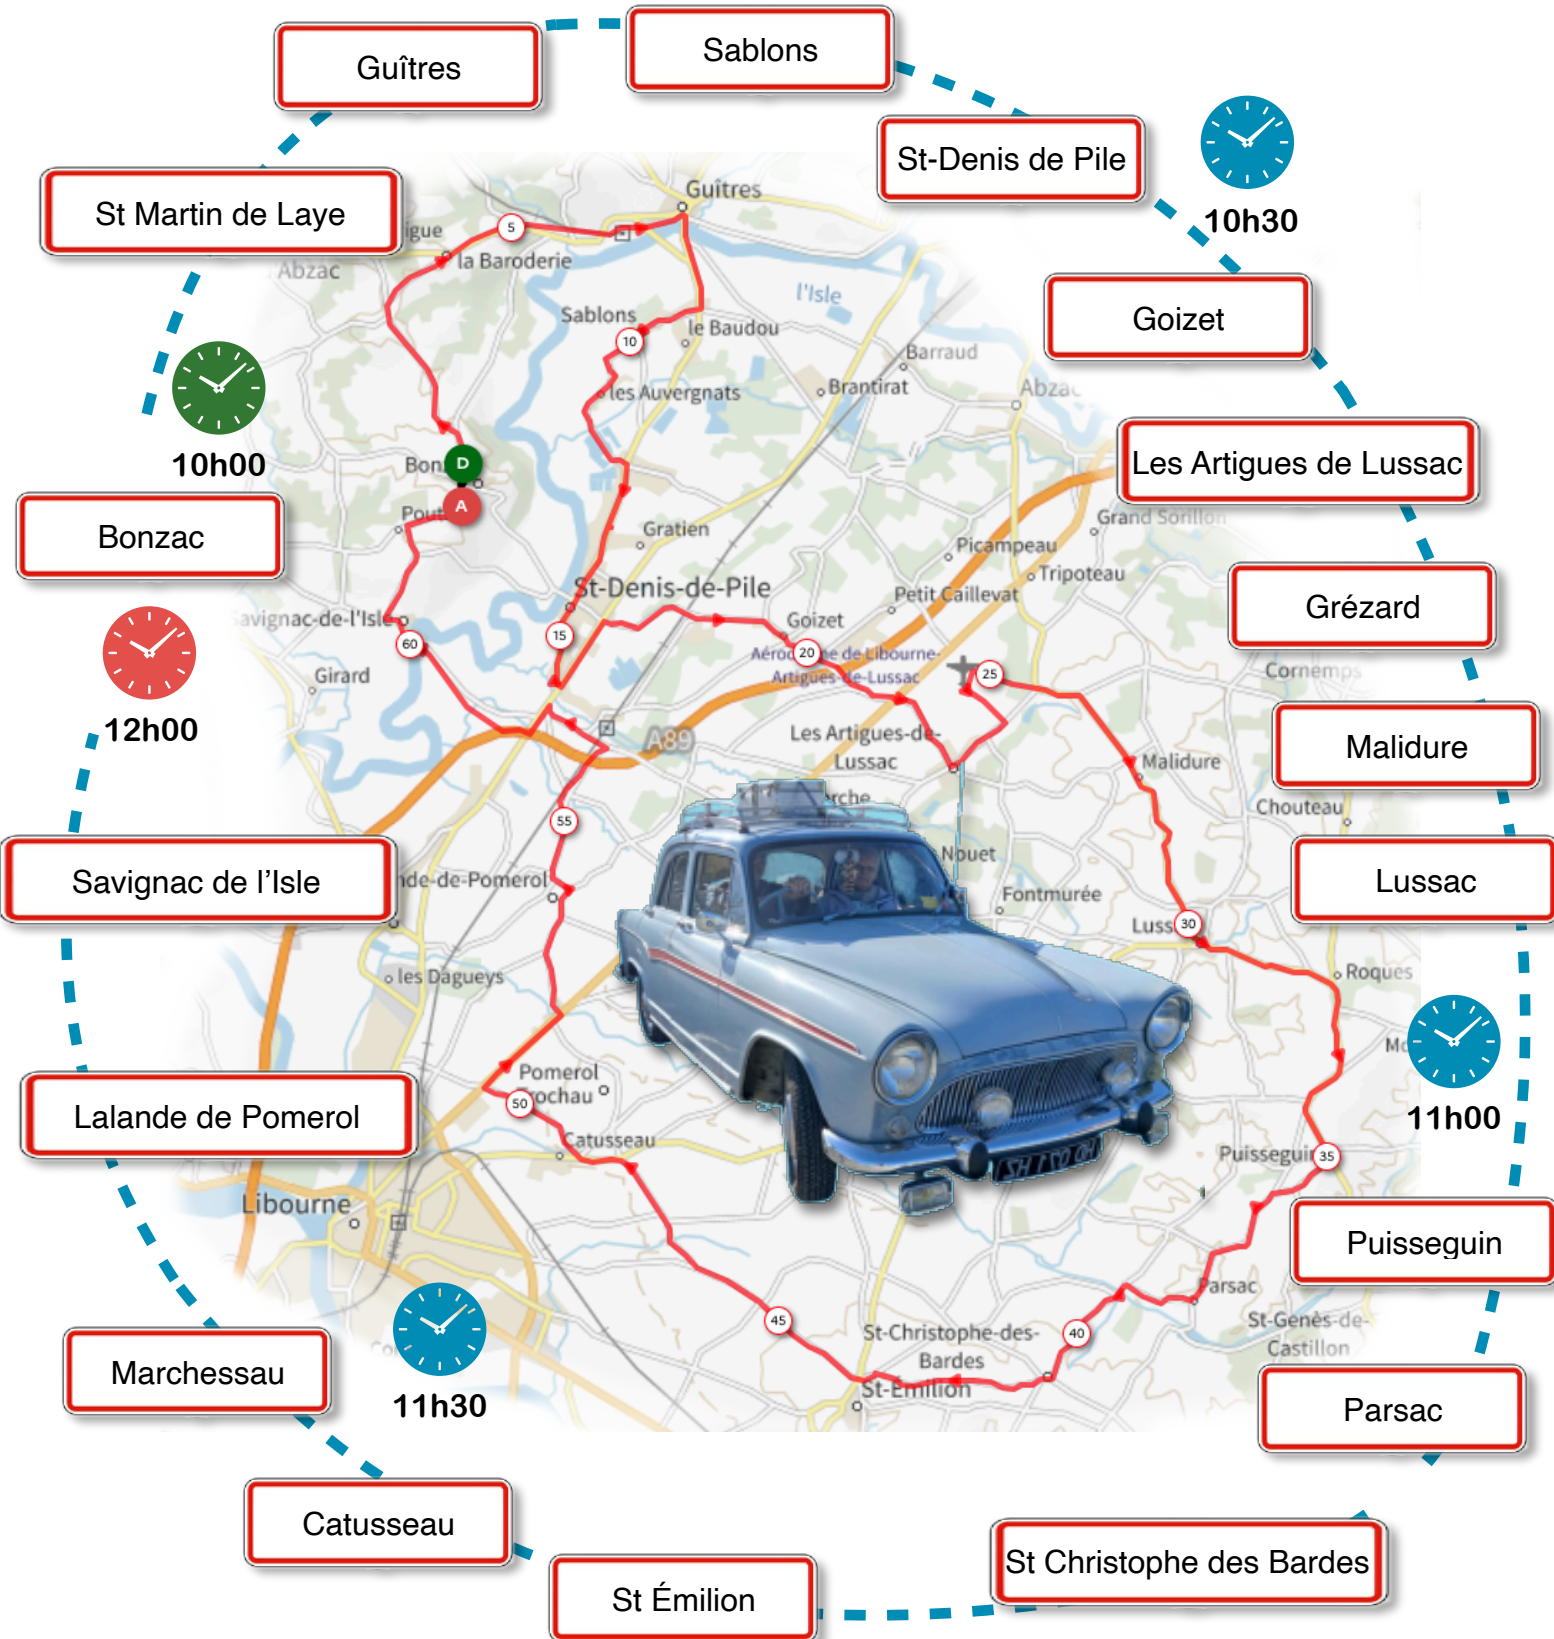 Guîtres
Sablons
St-Denis de Pile
10h30
St Martin de Laye
Goizet
Les Artigues de Lussac
10h00
Bonzac
Grézard
12h00
Malidure
Savignac de l’Isle
Lussac
Lalande de Pomerol
11h00
Puisseguin
Marchessau
11h30
Parsac
Catusseau
St Émilion
St Christophe des Bardes
Guîtres
5
la Baroderie
Abzac
l'Isle
Sablons
10
le Baudou
Barraud
les Auvergnats
Brantirat
D
A
Gratien
Grand Sorillon
Picampeau
Tripoteau
St-Denis-de-Pile
Petit Caillevat
Goizet
15
20
Artigues-de-Lussac
60
Girard
25
Cornemps
A89
Les Artigues-de-
Lussac
Malidure
Chouteau
55
Nouet
Fontmurée
30
les Dagueys
Roques
Pomerol
50
Catusseau
35
Libourne
Parsac
St-Genès-de-
Castillon
45
40
St-Christophe-des-
Bardes
St-Émilion